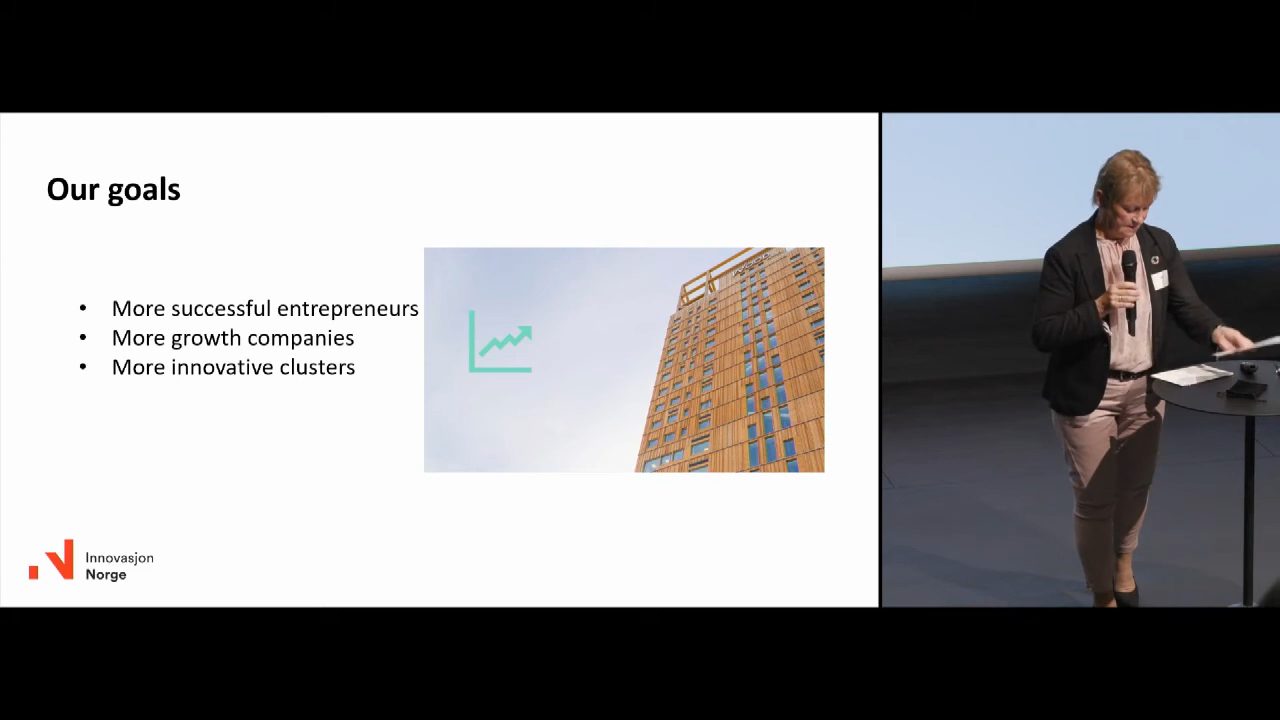 Our goals
• More successful entrepreneurs
• More growth companies
• More innovative clusters
Innovasjon
Norge